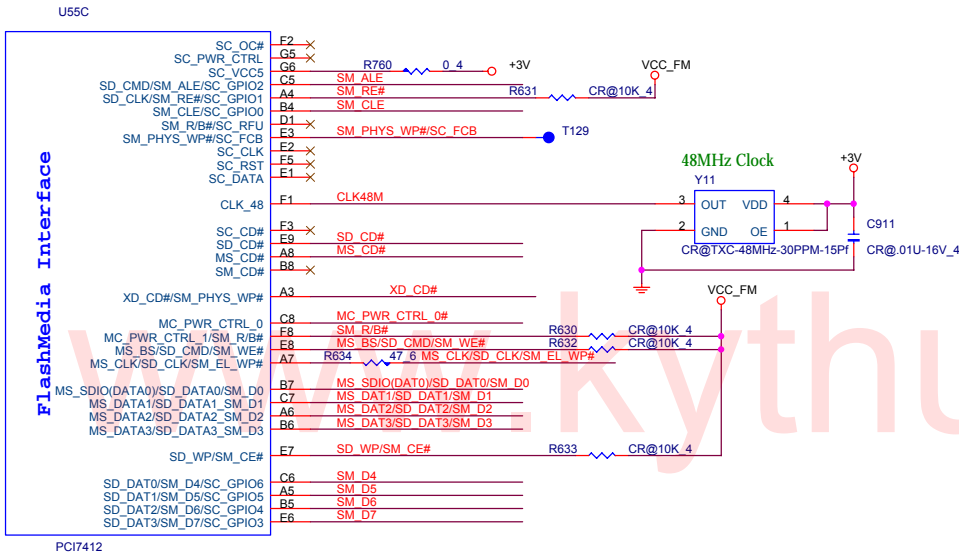 U55C
FlashMedia Interface
SC_OC# F2
SC_PWR_CTRL G5
SC_VCC5 G6 R760 0_4 +3V
SD_CMD/SM_ALE/SC_GPIO2 C5 SM_ALE
SD_CLK/SM_RE#/SC_GPIO1 A4 SM_RE# R631 CR@10K_4 VCC_FM
SM_CLE/SC_GPIO0 B4 SM_CLE
SM_R/B#/SC_RFU D1
SM_PHYS_WP#/SC_FCB E3 SM_PHYS_WP#/SC_FCB T129
SC_CLK E2
SC_RST F5
SC_DATA E1
48MHz Clock
Y11
+3V
CLK_48 F1 CLK48M 3 OUT VDD 4
2 GND OE 1
CR@TXC-48MHz-30PPM-15Pf
C911
CR@.01U-16V_4
SC_CD# F3
SD_CD# E9 SD_CD#
MS_CD# A8 MS_CD#
SM_CD# B8
XD_CD#/SM_PHYS_WP# A3 XD_CD#
VCC_FM
MC_PWR_CTRL_0 C8 MC_PWR_CTRL_0#
MC_PWR_CTRL_1/SM_R/B# F8 SM_R/B# R630 CR@10K_4
MS_BS/SD_CMD/SM_WE# E8 MS_BS/SD_CMD/SM_WE# R632 CR@10K_4
MS_CLK/SD_CLK/SM_EL_WP# A7 R634 47_6 MS_CLK/SD_CLK/SM_EL_WP#
MS_SDIO(DATA0)/SD_DATA0/SM_D0 B7 MS_SDIO(DAT0)/SD_DAT0/SM_D0
MS_DATA1/SD_DATA1_SM_D1 C7 MS_DAT1/SD_DAT1/SM_D1
MS_DATA2/SD_DATA2_SM_D2 A6 MS_DAT2/SD_DAT2/SM_D2
MS_DATA3/SD_DATA3_SM_D3 B6 MS_DAT3/SD_DAT3/SM_D3
SD_WP/SM_CE# E7 SD_WP/SM_CE# R633 CR@10K_4
SD_DAT0/SM_D4/SC_GPIO6 C6 SM_D4
SD_DAT1/SM_D5/SC_GPIO5 A5 SM_D5
SD_DAT2/SM_D6/SC_GPIO4 B5 SM_D6
SD_DAT3/SM_D7/SC_GPIO3 E6 SM_D7
PCI7412
www.kythu